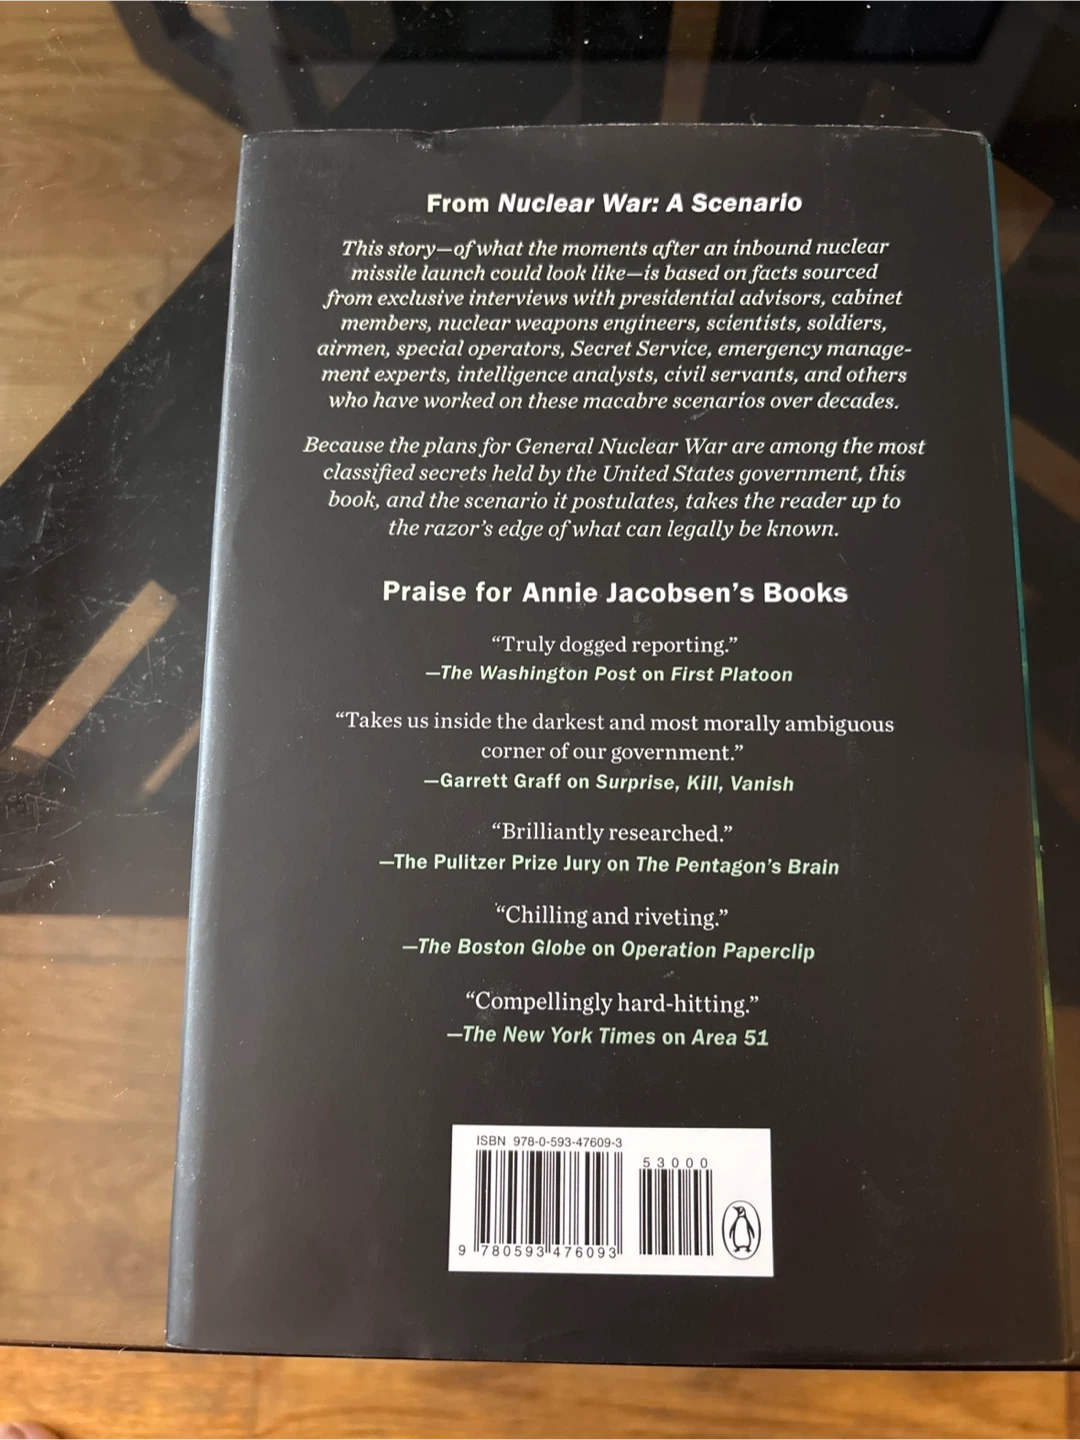 From Nuclear War: A Scenario
This story—of what the moments after an inbound nuclear
missile launch could look like—is based on facts sourced
from exclusive interviews with presidential advisors, cabinet
members, nuclear weapons engineers, scientists, soldiers,
airmen, special operators, Secret Service, emergency manage-
ment experts, intelligence analysts, civil servants, and others
who have worked on these macabre scenarios over decades.
Because the plans for General Nuclear War are among the most
classified secrets held by the United States government, this
book, and the scenario it postulates, takes the reader up to
the razor’s edge of what can legally be known.
Praise for Annie Jacobsen’s Books
“Truly dogged reporting.”
—The Washington Post on First Platoon
“Takes us inside the darkest and most morally ambiguous
corner of our government.”
—Garrett Graff on Surprise, Kill, Vanish
“Brilliantly researched.”
—The Pulitzer Prize Jury on The Pentagon’s Brain
“Chilling and riveting.”
—The Boston Globe on Operation Paperclip
“Compellingly hard-hitting.”
—The New York Times on Area 51
ISBN 978-0-593-47609-3
53000
9 780593 476093